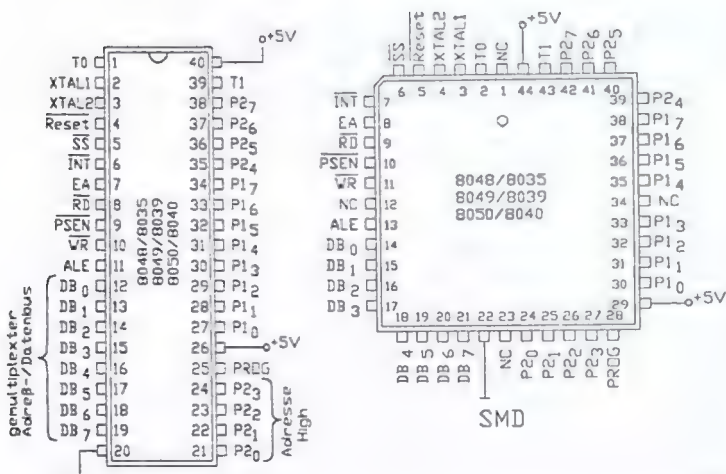 +5V
T0 1 40
XTAL1 2 39 T1
XTAL2 3 38 P27
Reset 4 37 P26
SS 5 36 P25
INT 6 35 P24
EA 7 34 P17
RD 8 33 P16
PSEN 9 32 P15
WR 10 31 P14
ALE 11 30 P13
DB0 12 29 P12
DB1 13 28 P11
DB2 14 27 P10
DB3 15 26 +5V
DB4 16 25 PROG
DB5 17 24 P23
DB6 18 23 P22
DB7 19 22 P21
20 21 P20
8048/8035
8049/8039
8050/8040
gemultiplexter
Adreß-/Datenbus
Adresse
High
+5V
SS Reset XTAL2 XTAL1 T0 NC T1 P27 P26 P25
6 5 4 3 2 1 44 43 42 41 40
INT 7 39 P24
EA 8 38 P17
RD 9 37 P16
PSEN 10 36 P15
WR 11 35 P14
NC 12 34 NC
ALE 13 33 P13
DB0 14 32 P12
DB1 15 31 P11
DB2 16 30 P10
DB3 17 29 +5V
8048/8035
8049/8039
8050/8040
18 19 20 21 22 23 24 25 26 27 28
DB4 DB5 DB6 DB7 NC P20 P21 P22 P23 PROG
SMD